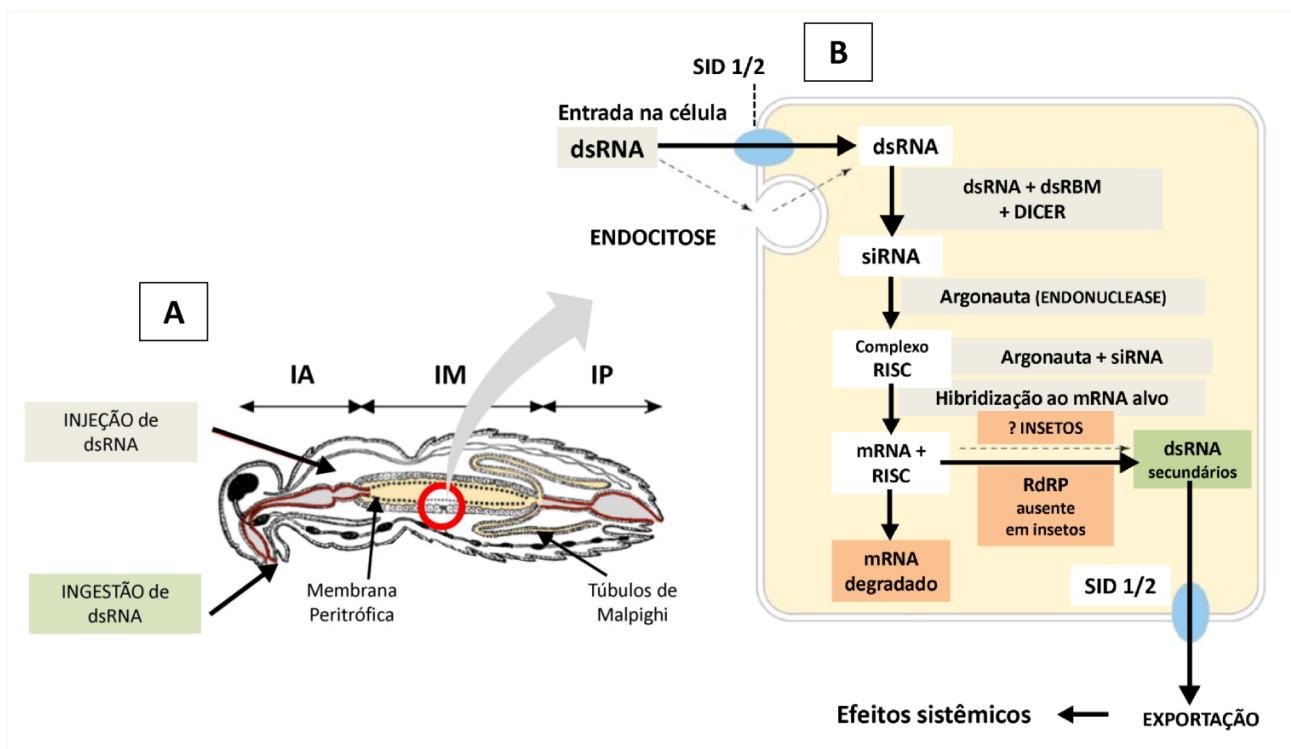 A
IA
IM
IP
INJEÇÃO de
dsRNA
INGESTÃO de
dsRNA
Membrana
Peritrófica
Túbulos de
Malpighi
B
SID 1/2
Entrada na célula
dsRNA
ENDOCITOSE
dsRNA
dsRNA + dsRBM
+ DICER
siRNA
Argonauta (ENDONUCLEASE)
Complexo
RISC
Argonauta + siRNA
Hibridização ao mRNA alvo
mRNA +
RISC
? INSETOS
RdRP
ausente
em insetos
dsRNA
secundários
mRNA
degradado
SID 1/2
EXPORTAÇÃO
Efeitos sistêmicos